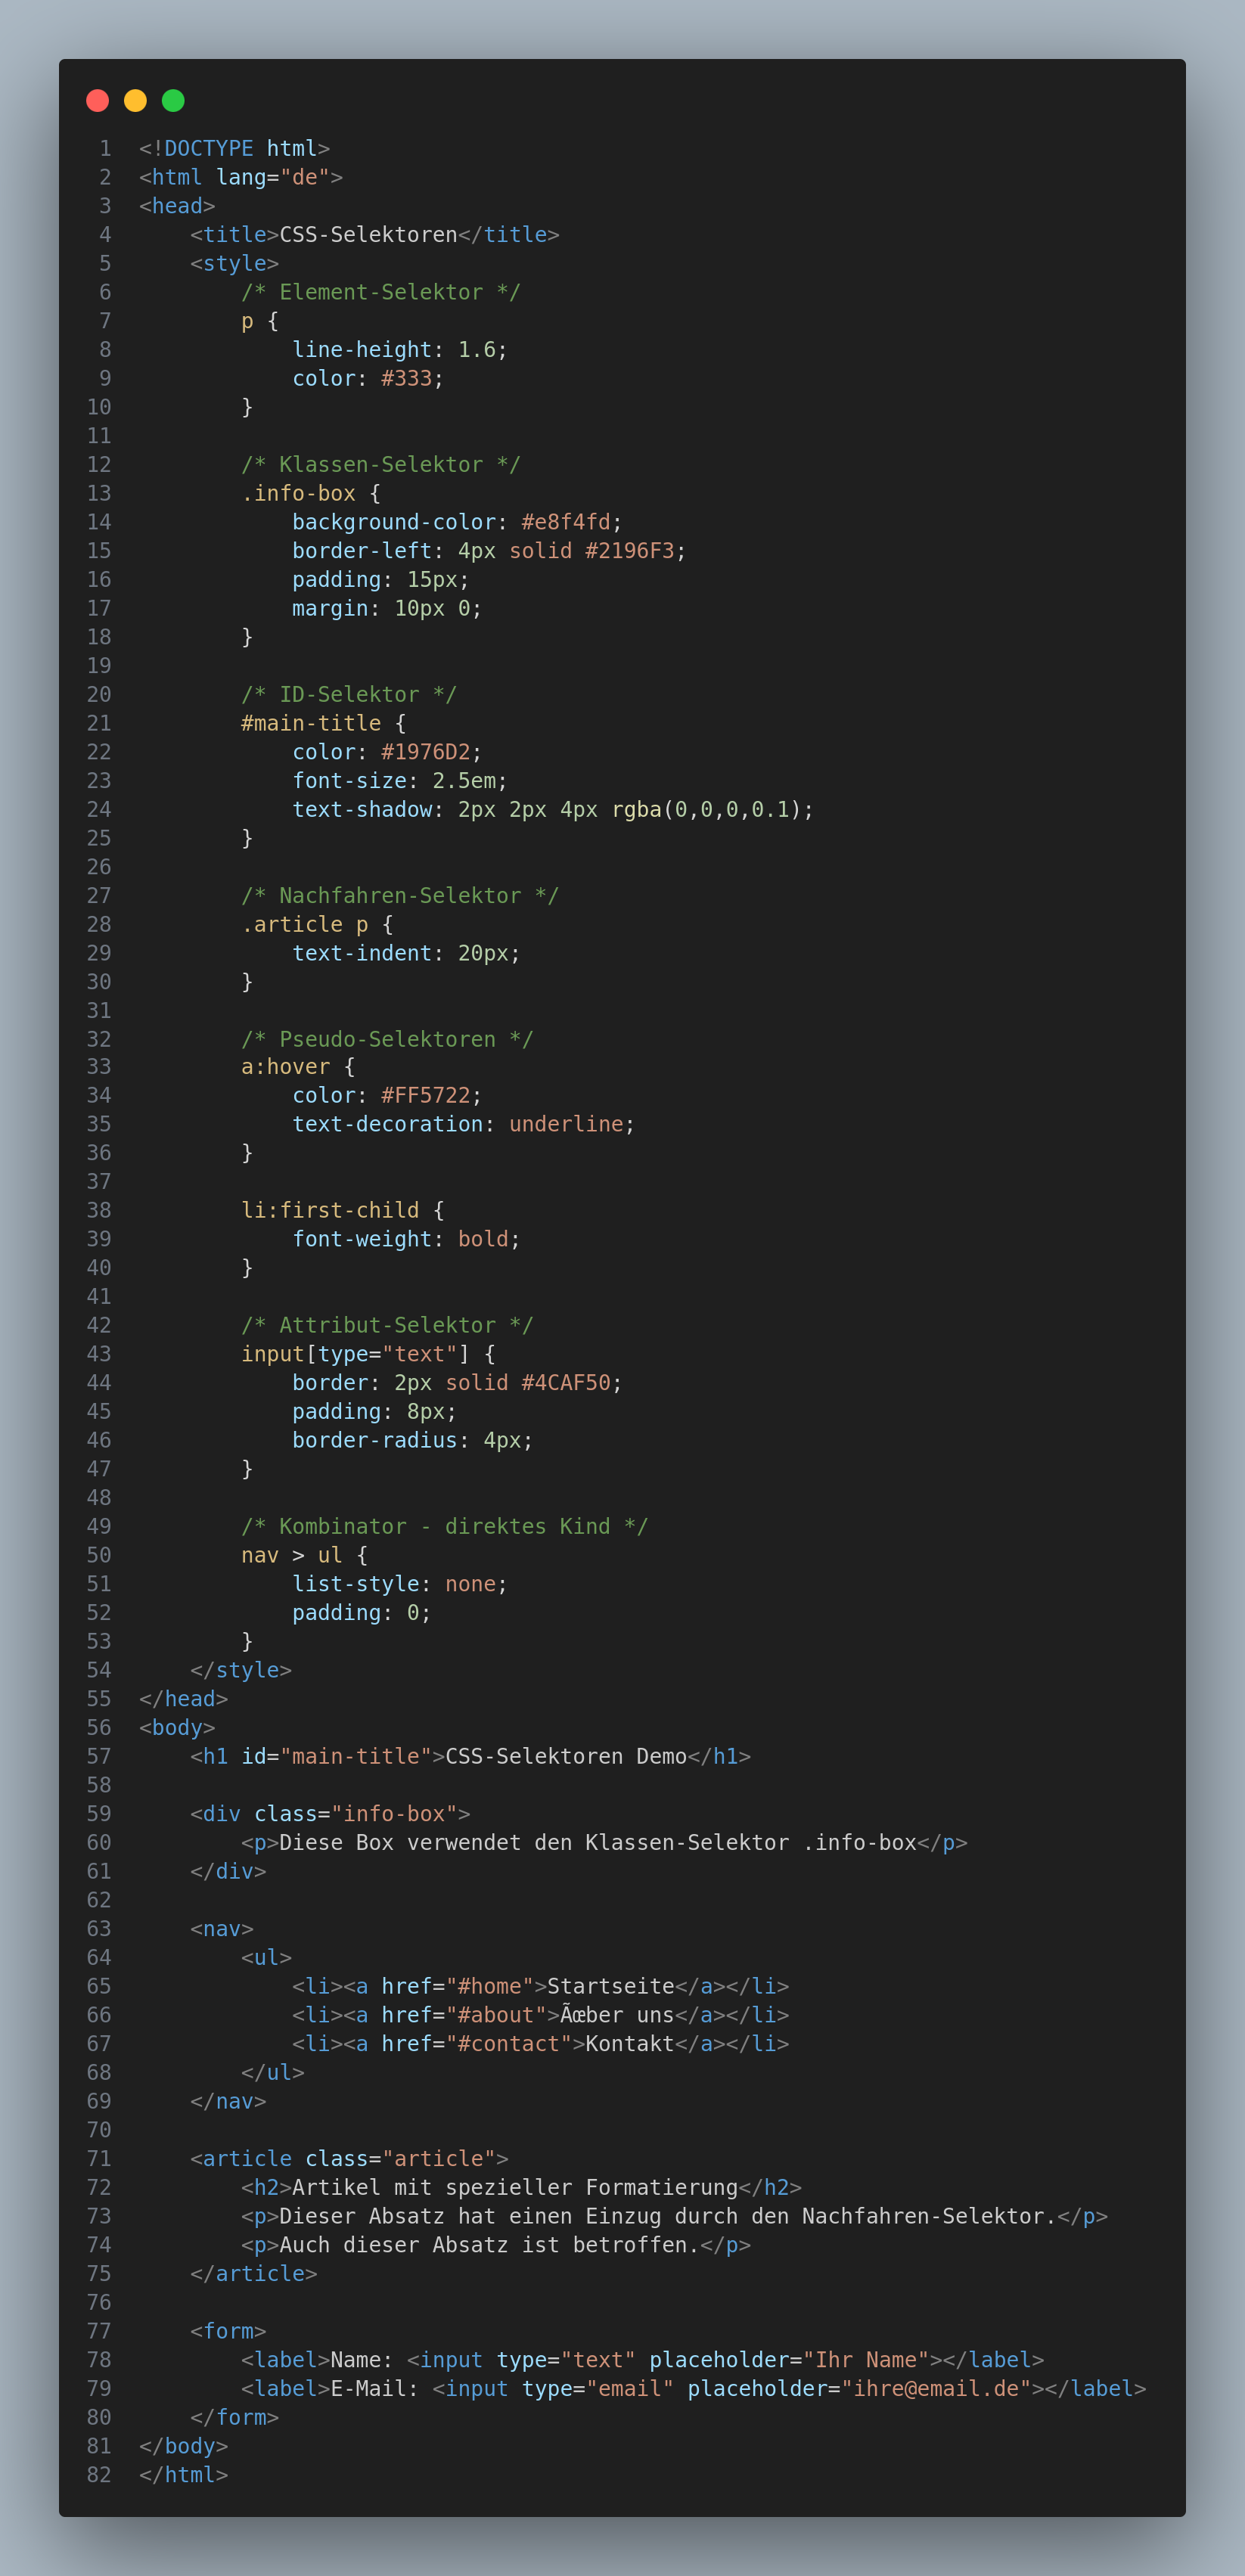 1 <!DOCTYPE html>
2 <html lang="de">
3 <head>
4     <title>CSS-Selektoren</title>
5     <style>
6         /* Element-Selektor */
7         p {
8             line-height: 1.6;
9             color: #333;
10         }
11
12         /* Klassen-Selektor */
13         .info-box {
14             background-color: #e8f4fd;
15             border-left: 4px solid #2196F3;
16             padding: 15px;
17             margin: 10px 0;
18         }
19
20         /* ID-Selektor */
21         #main-title {
22             color: #1976D2;
23             font-size: 2.5em;
24             text-shadow: 2px 2px 4px rgba(0,0,0,0.1);
25         }
26
27         /* Nachfahren-Selektor */
28         .article p {
29             text-indent: 20px;
30         }
31
32         /* Pseudo-Selektoren */
33         a:hover {
34             color: #FF5722;
35             text-decoration: underline;
36         }
37
38         li:first-child {
39             font-weight: bold;
40         }
41
42         /* Attribut-Selektor */
43         input[type="text"] {
44             border: 2px solid #4CAF50;
45             padding: 8px;
46             border-radius: 4px;
47         }
48
49         /* Kombinator - direktes Kind */
50         nav > ul {
51             list-style: none;
52             padding: 0;
53         }
54     </style>
55 </head>
56 <body>
57     <h1 id="main-title">CSS-Selektoren Demo</h1>
58
59     <div class="info-box">
60         <p>Diese Box verwendet den Klassen-Selektor .info-box</p>
61     </div>
62
63     <nav>
64         <ul>
65             <li><a href="#home">Startseite</a></li>
66             <li><a href="#about">Ãœber uns</a></li>
67             <li><a href="#contact">Kontakt</a></li>
68         </ul>
69     </nav>
70
71     <article class="article">
72         <h2>Artikel mit spezieller Formatierung</h2>
73         <p>Dieser Absatz hat einen Einzug durch den Nachfahren-Selektor.</p>
74         <p>Auch dieser Absatz ist betroffen.</p>
75     </article>
76
77     <form>
78         <label>Name: <input type="text" placeholder="Ihr Name"></label>
79         <label>E-Mail: <input type="email" placeholder="ihre@email.de"></label>
80     </form>
81 </body>
82 </html>